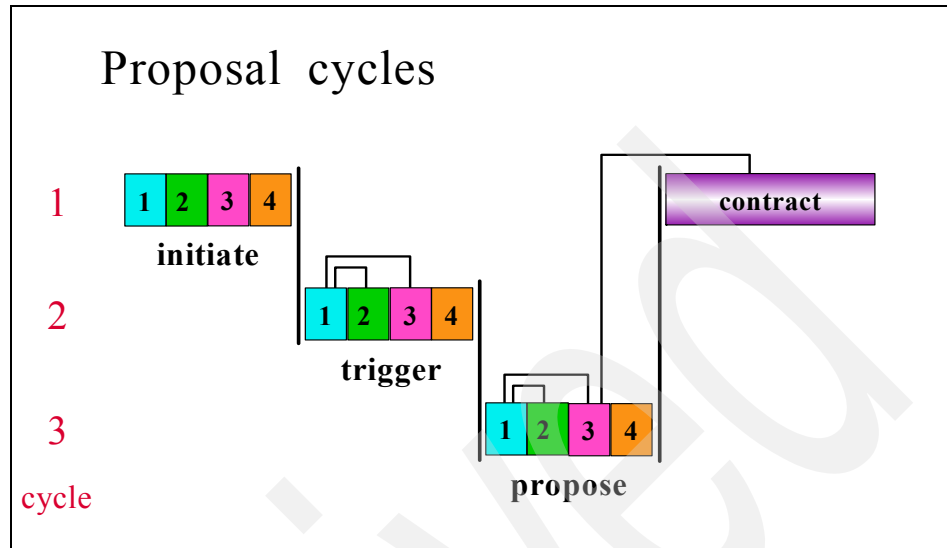 Proposal cycles
1
1 2 3 4
contract
initiate
2
1 2 3 4
trigger
3
1 2 3 4
propose
cycle